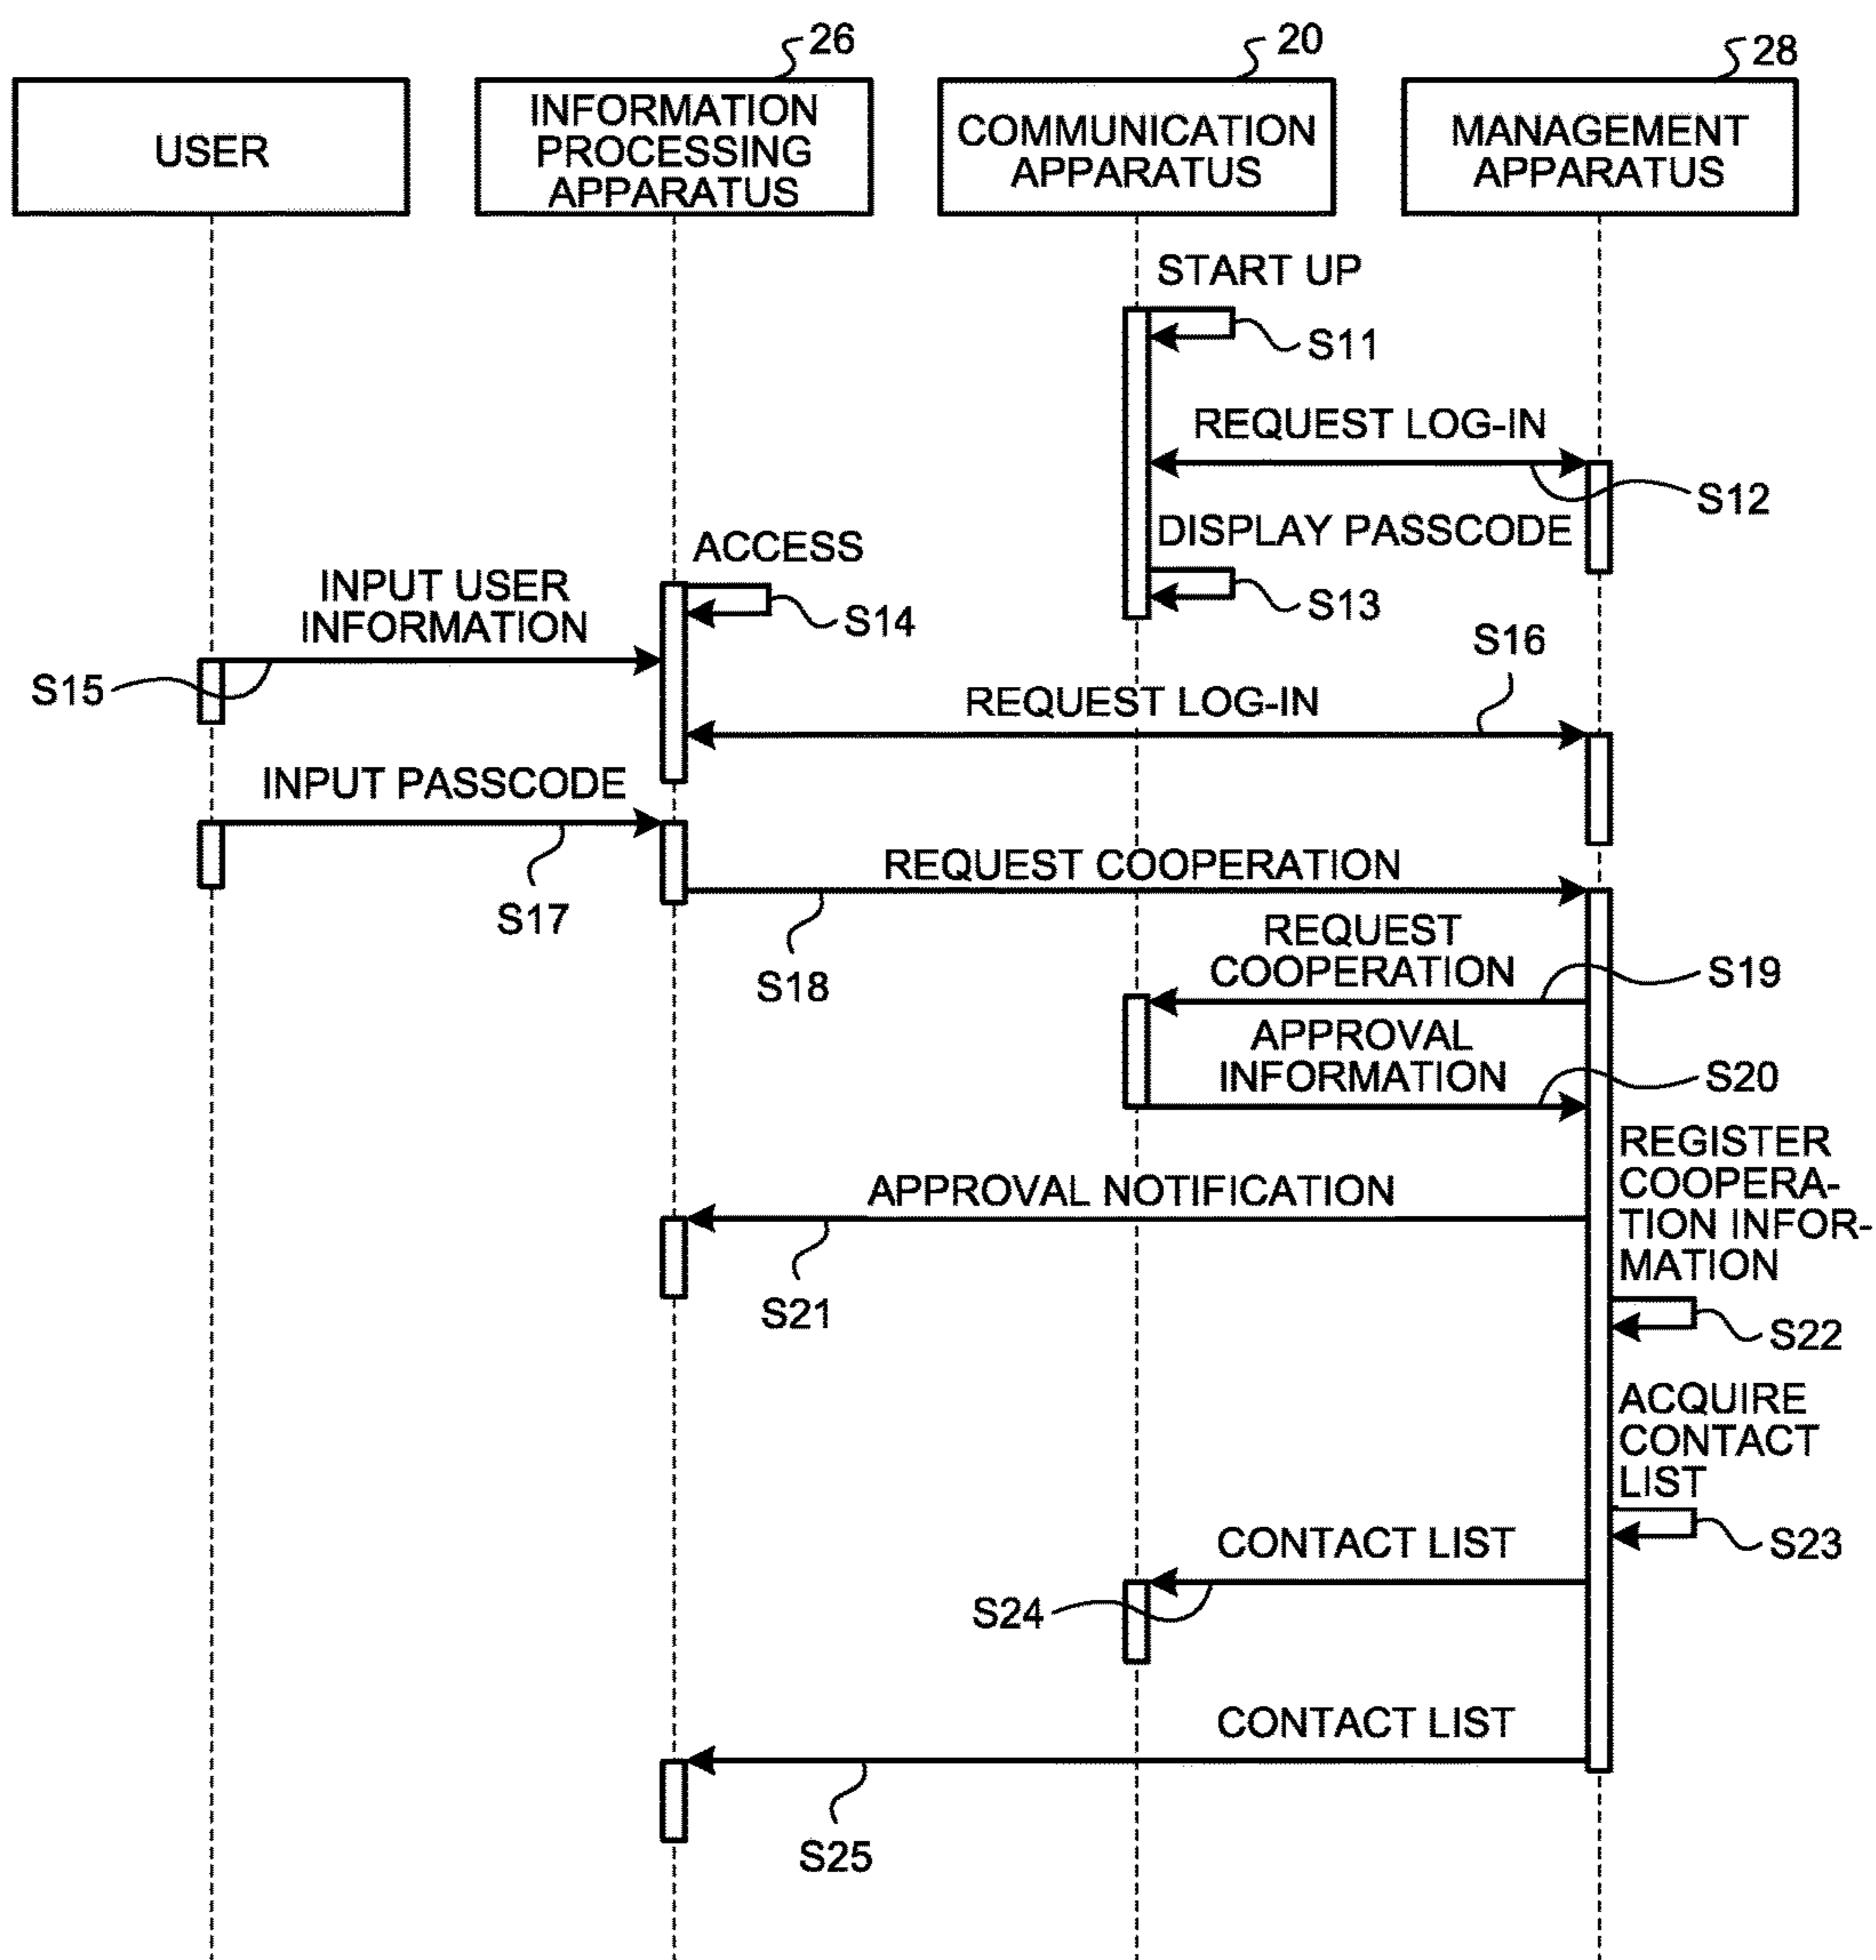 26
20
28
USER
INFORMATION
PROCESSING
APPARATUS
COMMUNICATION
APPARATUS
MANAGEMENT
APPARATUS
START UP
S11
REQUEST LOG-IN
S12
DISPLAY PASSCODE
S13
ACCESS
S14
INPUT USER
INFORMATION
S15
S16
REQUEST LOG-IN
INPUT PASSCODE
S17
REQUEST COOPERATION
S18
REQUEST
COOPERATION
S19
APPROVAL
INFORMATION
S20
APPROVAL NOTIFICATION
S21
REGISTER
COOPERA-
TION INFOR-
MATION
S22
ACQUIRE
CONTACT
LIST
S23
CONTACT LIST
S24
CONTACT LIST
S25